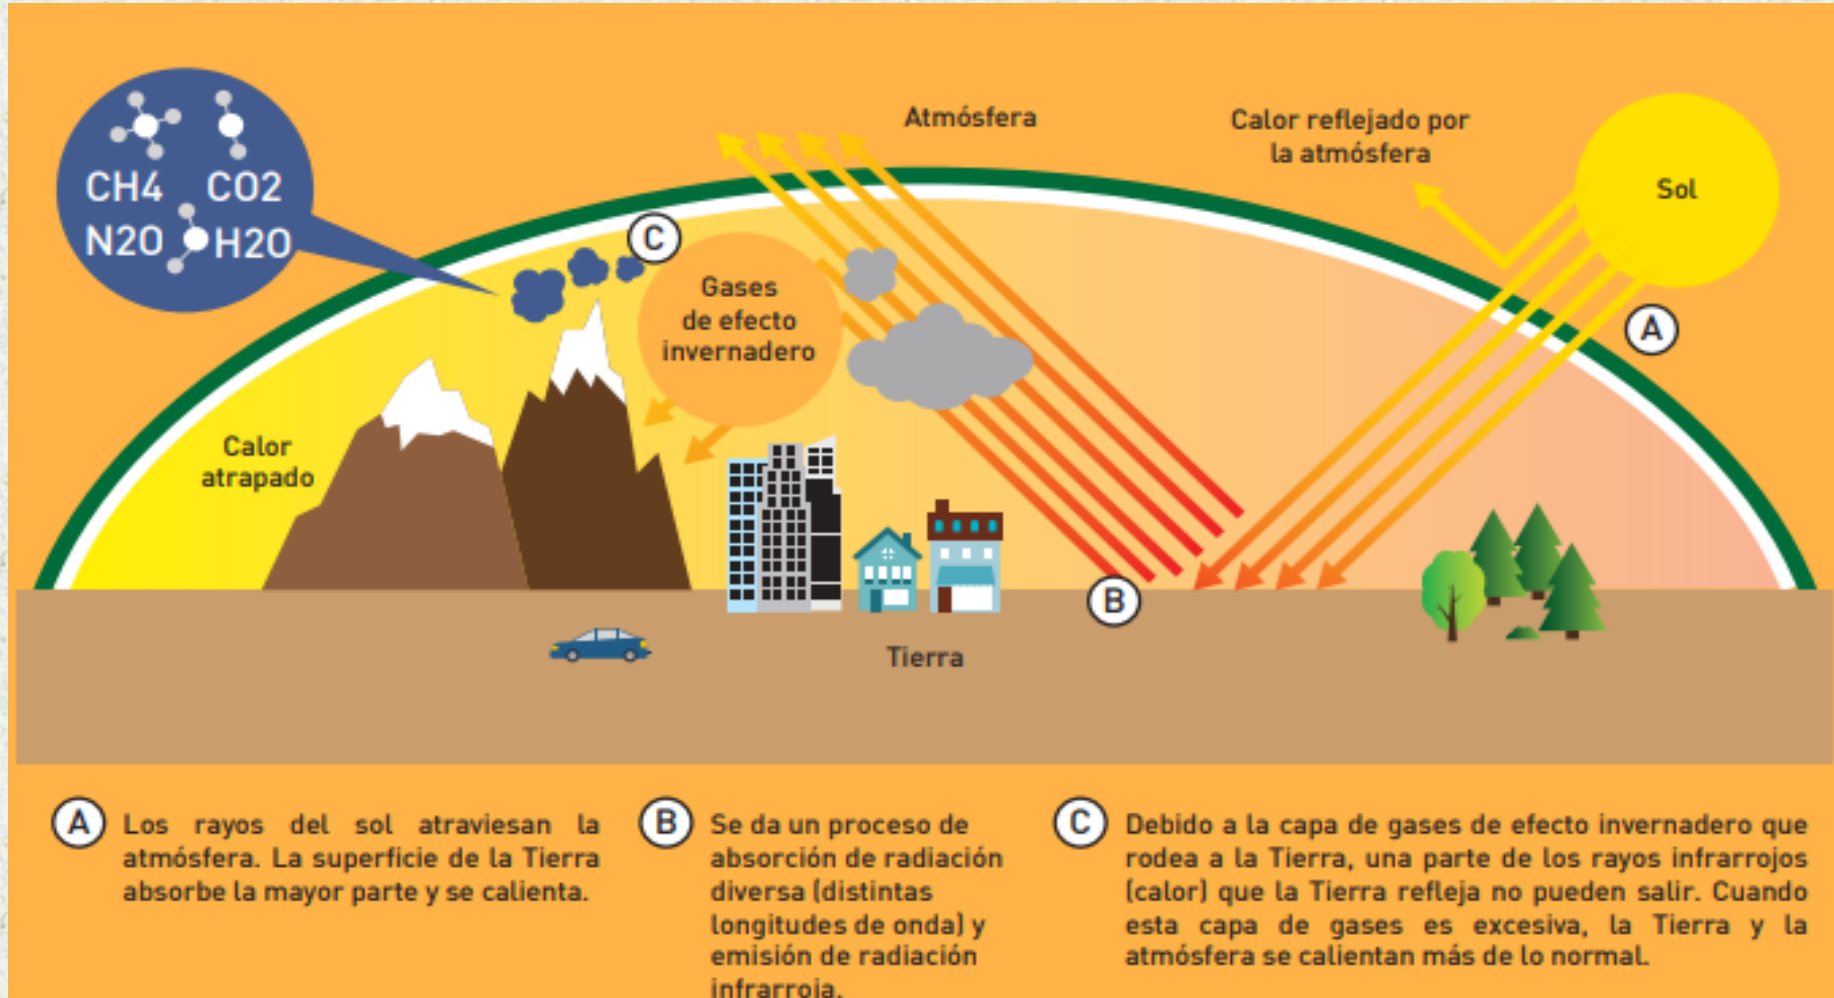 CH4 CO2
N2O H2O
Atmósfera
Calor reflejado por
la atmósfera
Sol
C
Gases
de efecto
invernadero
A
Calor
atrapado
B
Tierra
A
Los rayos del sol atraviesan la
atmósfera. La superficie de la Tierra
absorbe la mayor parte y se calienta.
B
Se da un proceso de
absorción de radiación
diversa (distintas
longitudes de onda) y
emisión de radiación
infrarroja.
C
Debido a la capa de gases de efecto invernadero que
rodea a la Tierra, una parte de los rayos infrarrojos
(calor) que la Tierra refleja no pueden salir. Cuando
esta capa de gases es excesiva, la Tierra y la
atmósfera se calientan más de lo normal.